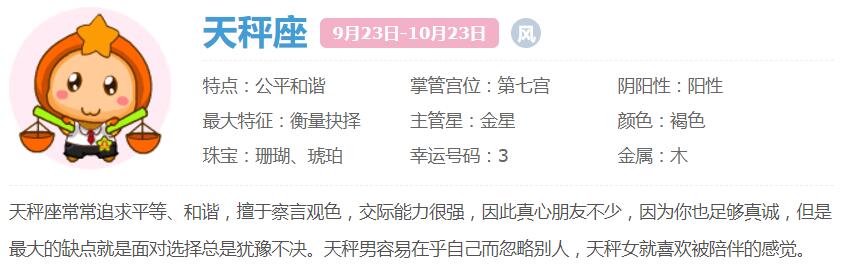 天秤座 9月23日-10月23日 风
特点：公平和谐 掌管宫位：第七宫 阴阳性：阳性
最大特征：衡量抉择 主管星：金星 颜色：褐色
珠宝：珊瑚、琥珀 幸运号码：3 金属：木
天秤座常常追求平等、和谐，擅于察言观色，交际能力很强，因此真心朋友不少，因为你也足够真诚，但是
最大的缺点就是面对选择总是犹豫不决。天秤男容易在乎自己而忽略别人，天秤女就喜欢被陪伴的感觉。